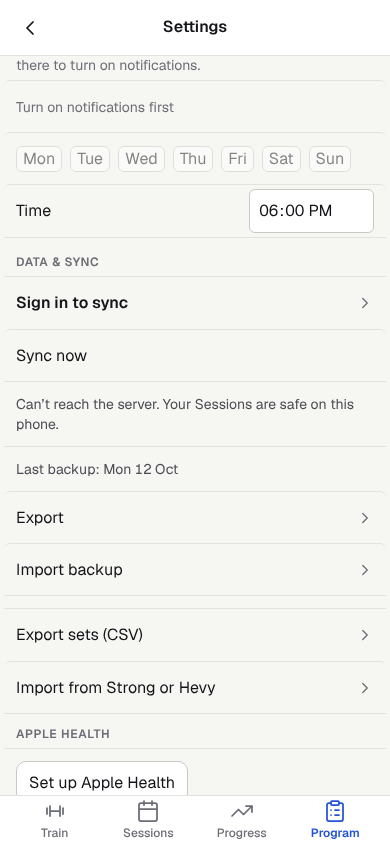 Settings
there to turn on notifications.
Turn on notifications first
Mon Tue Wed Thu Fri Sat Sun
Time 06:00 PM
DATA & SYNC
Sign in to sync
Sync now
Can’t reach the server. Your Sessions are safe on this
phone.
Last backup: Mon 12 Oct
Export
Import backup
Export sets (CSV)
Import from Strong or Hevy
APPLE HEALTH
Set up Apple Health
Train Sessions Progress Program